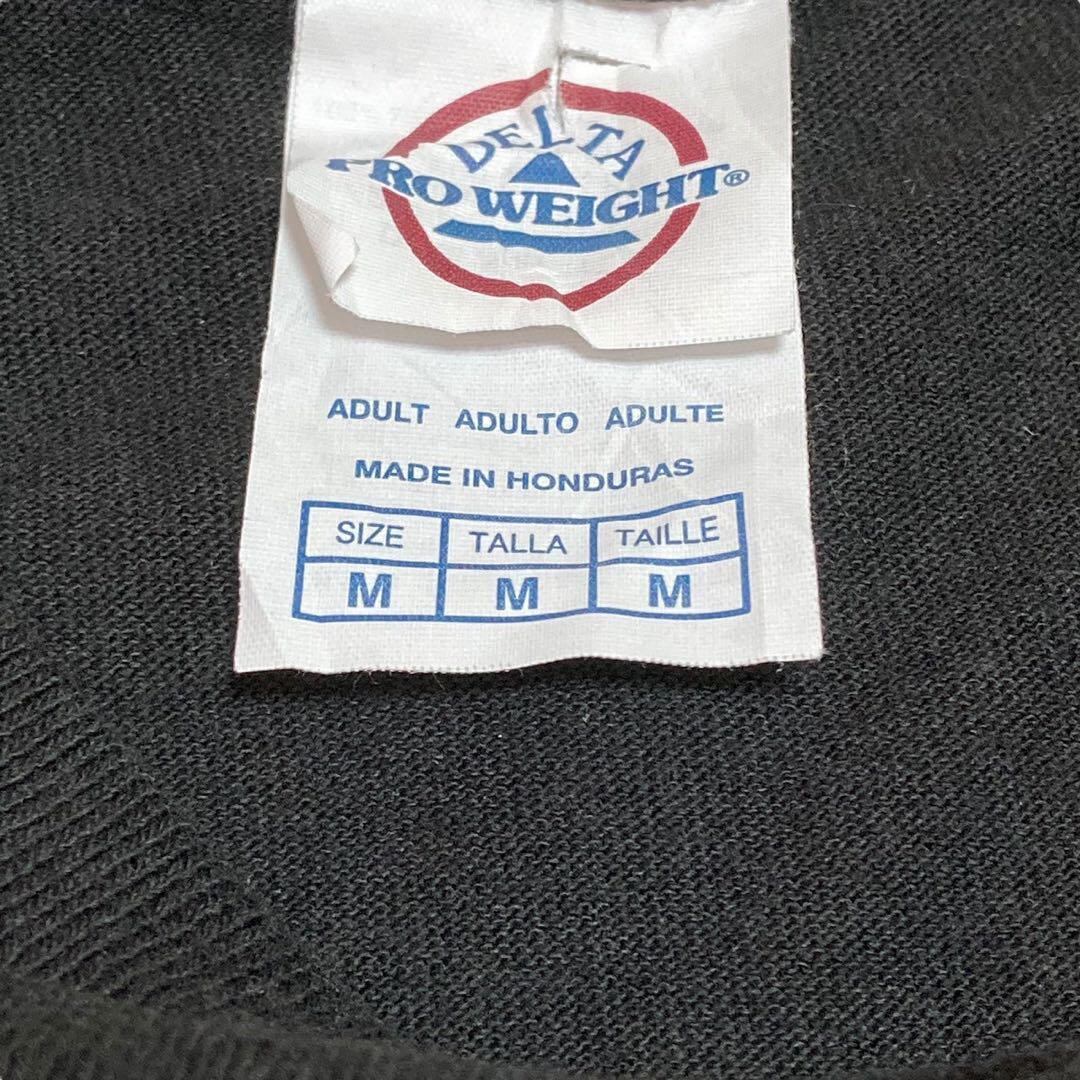 DELTA
PRO WEIGHT®
ADULT ADULTO ADULTE
MADE IN HONDURAS
SIZE TALLA TAILLE
M M M